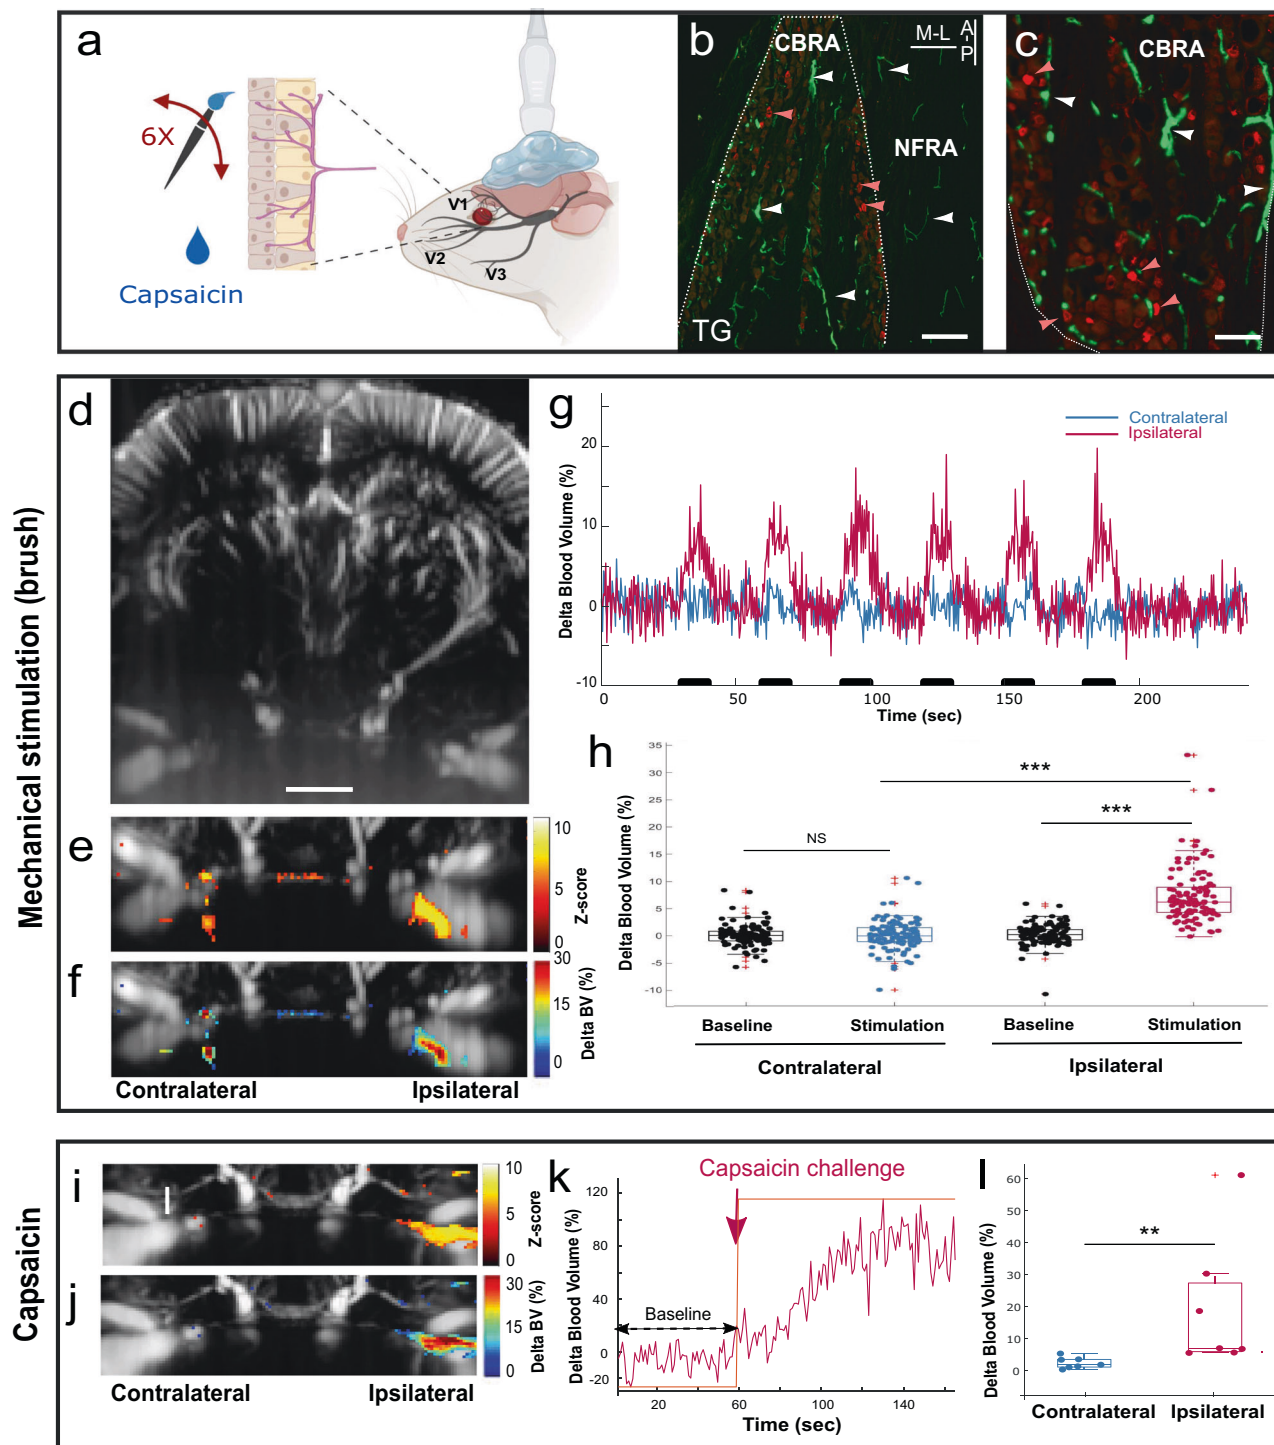 a
6X
Capsaicin
V1
V2
V3
b
CBRA
M-L
A-P
NFRA
TG
c
CBRA
Mechanical stimulation (brush)
d
e
10
5
0
Z-score
f
30
15
0
Delta BV (%)
Contralateral
Ipsilateral
g
Contralateral
Ipsilateral
Delta Blood Volume (%)
20
10
0
-10
0
50
100
150
200
Time (sec)
h
Delta Blood Volume (%)
35
30
25
20
15
10
5
0
-5
-10
NS
***
***
Baseline
Stimulation
Baseline
Stimulation
Contralateral
Ipsilateral
Capsaicin
i
10
5
0
Z-score
j
30
15
0
Delta BV (%)
Contralateral
Ipsilateral
k
Capsaicin challenge
Delta Blood Volume (%)
120
80
40
0
-20
Baseline
20
60
100
140
Time (sec)
l
Delta Blood Volume (%)
60
50
40
30
20
10
0
**
Contralateral
Ipsilateral